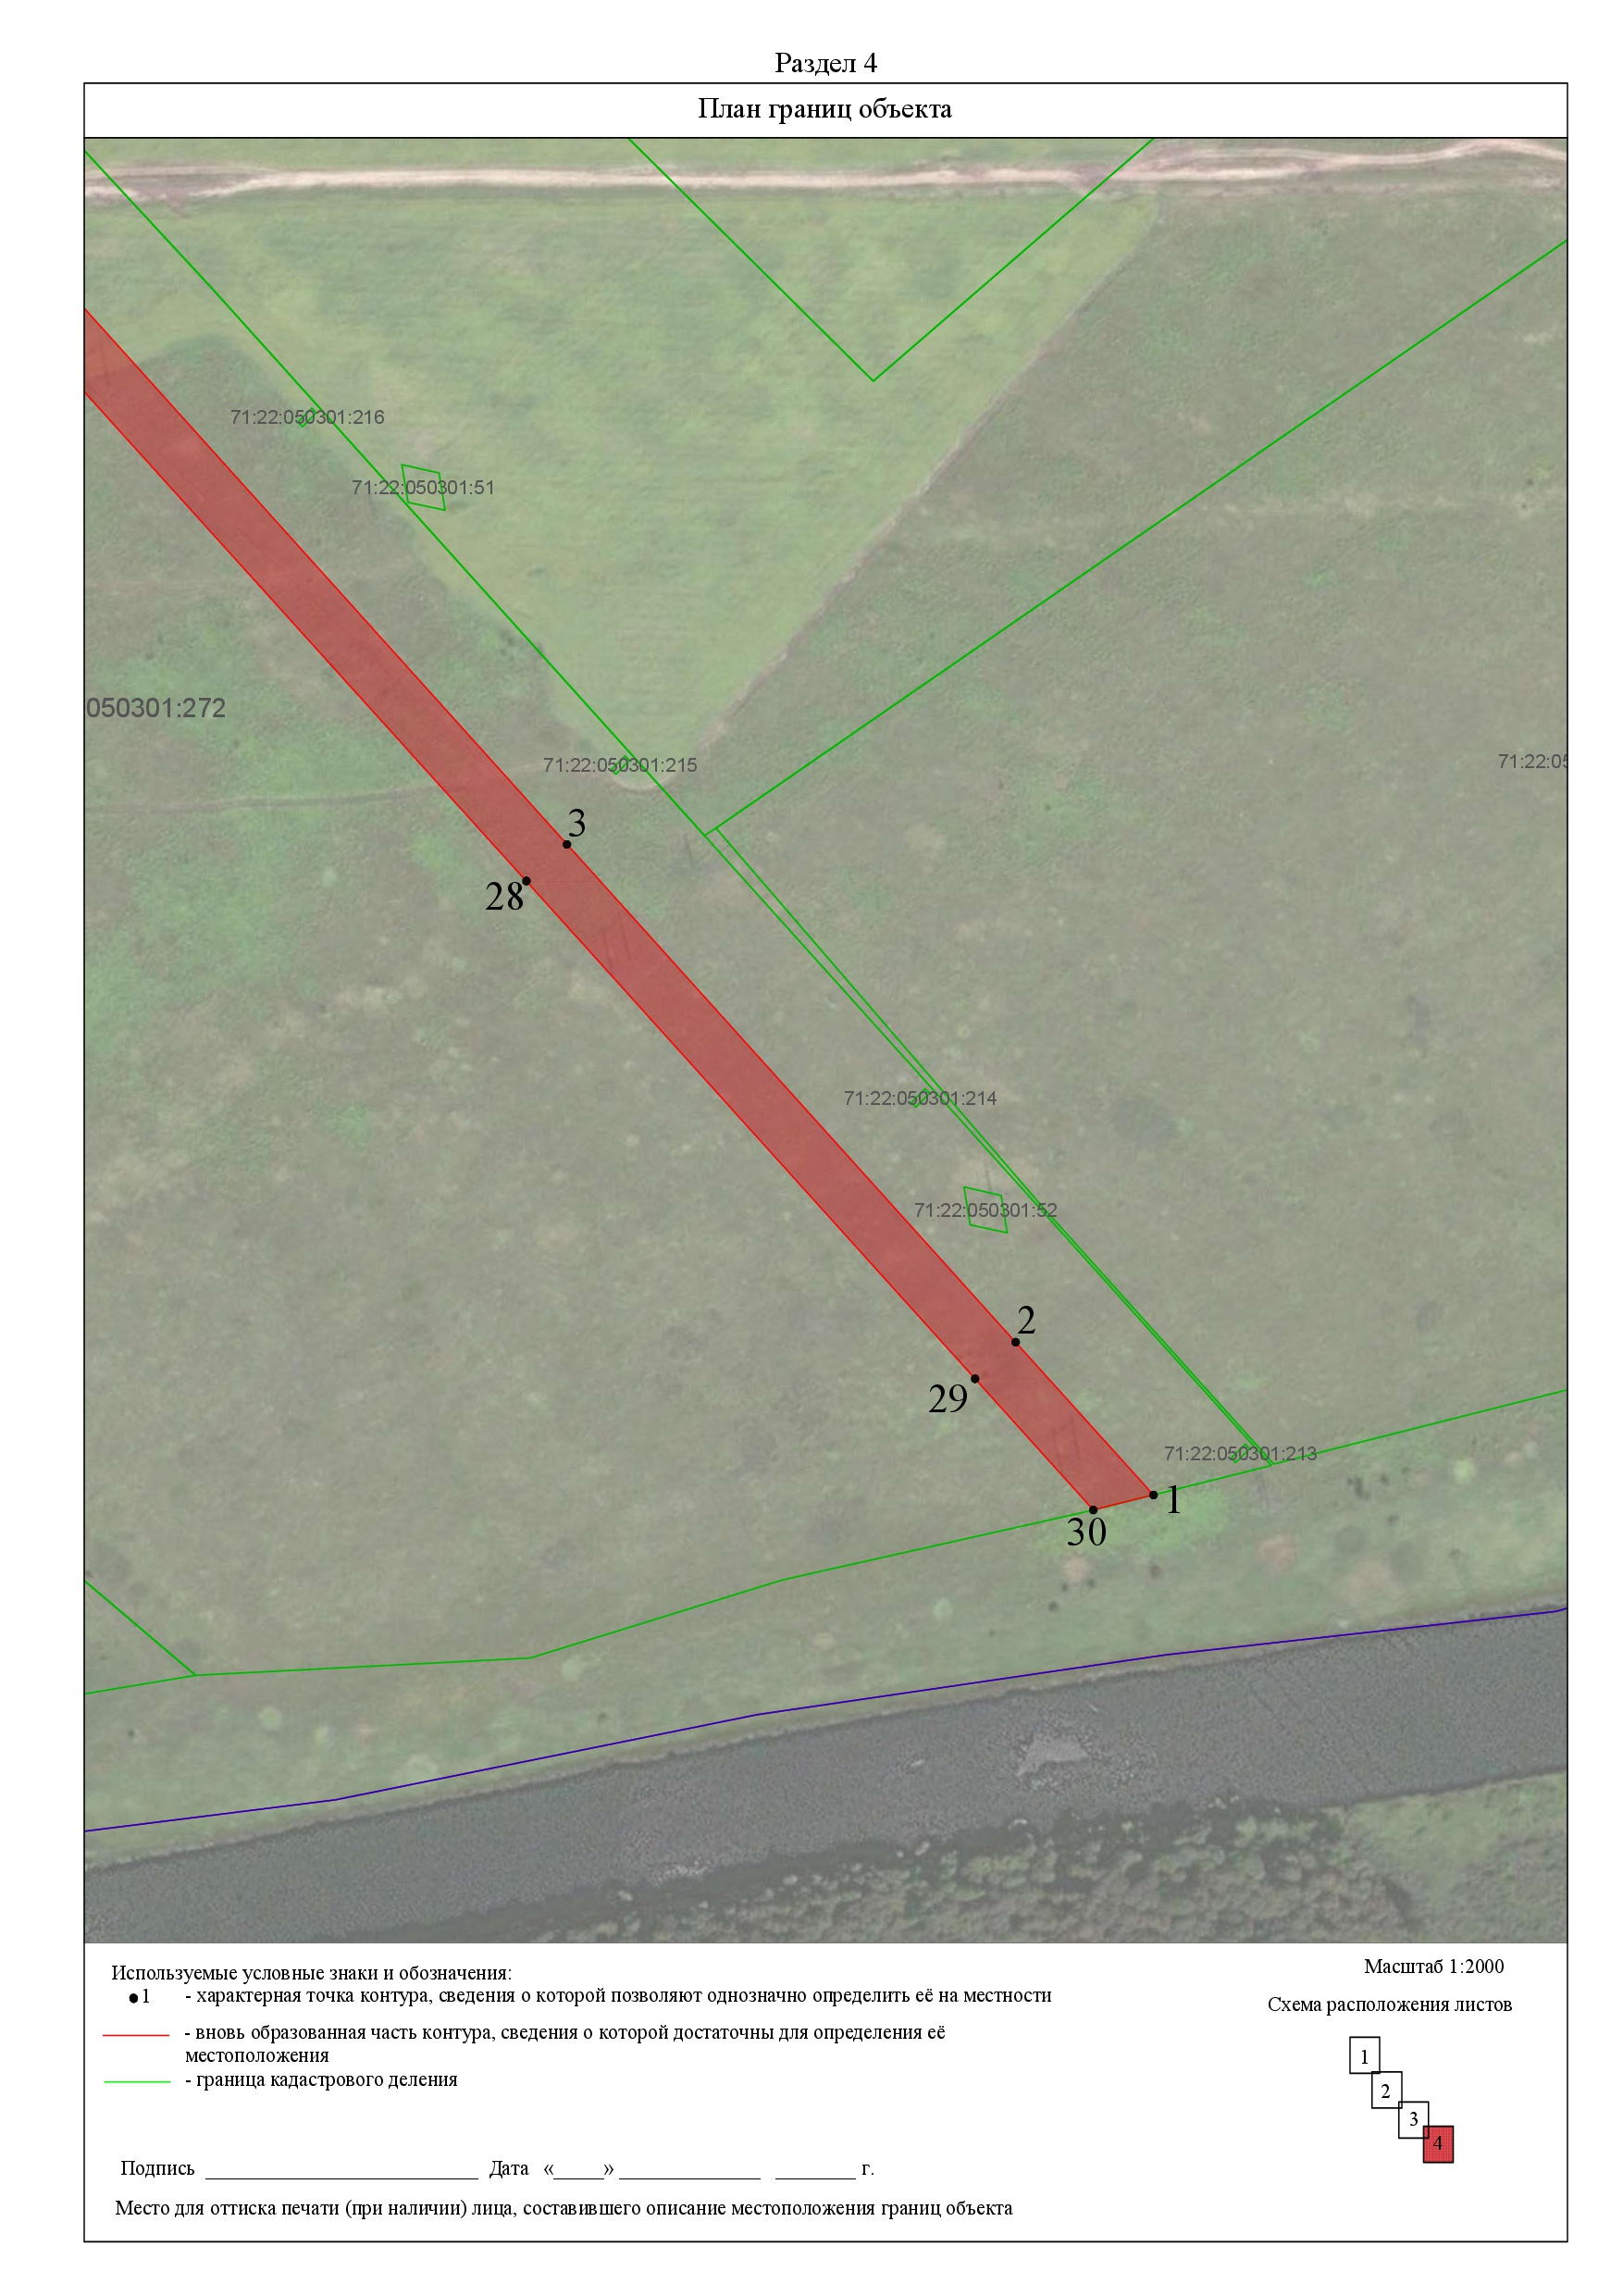 Раздел 4
План границ объекта
71:22:050301:216
71:22:050301:51
050301:272
71:22:050301:215
71:22:05
3
28
71:22:050301:214
71:22:050301:52
2
29
71:22:050301:213
1
30
Используемые условные знаки и обозначения:
1 - характерная точка контура, сведения о которой позволяют однозначно определить её на местности
- вновь образованная часть контура, сведения о которой достаточны для определения её
местоположения
- граница кадастрового деления
Масштаб 1:2000
Схема расположения листов
1
2
3
4
Подпись ____ Дата «____» ____ ____ г.
Место для оттиска печати (при наличии) лица, составившего описание местоположения границ объекта